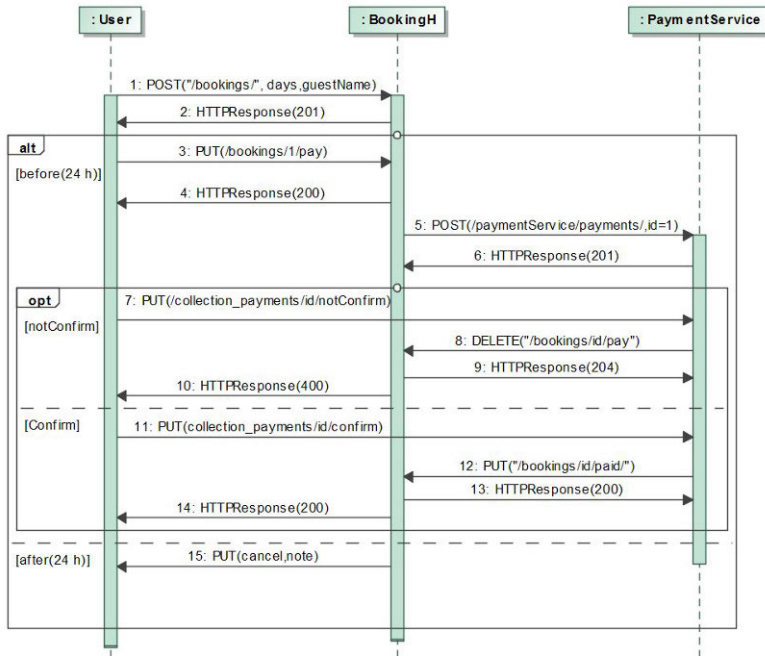 : User
: BookingH
: PaymentService
1: POST("/bookings/", days,guestName)
2: HTTPResponse(201)
alt
3: PUT(/bookings/1/pay)
[before(24 h)]
4: HTTPResponse(200)
5: POST(/paymentService/payments/,id=1)
6: HTTPResponse(201)
opt
7: PUT(/collection_payments/id/notConfirm)
[notConfirm]
8: DELETE("/bookings/id/pay")
9: HTTPResponse(204)
10: HTTPResponse(400)
[Confirm]
11: PUT(collection_payments/id/confirm)
12: PUT("/bookings/id/paid/")
13: HTTPResponse(200)
14: HTTPResponse(200)
[after(24 h)]
15: PUT(cancel,note)